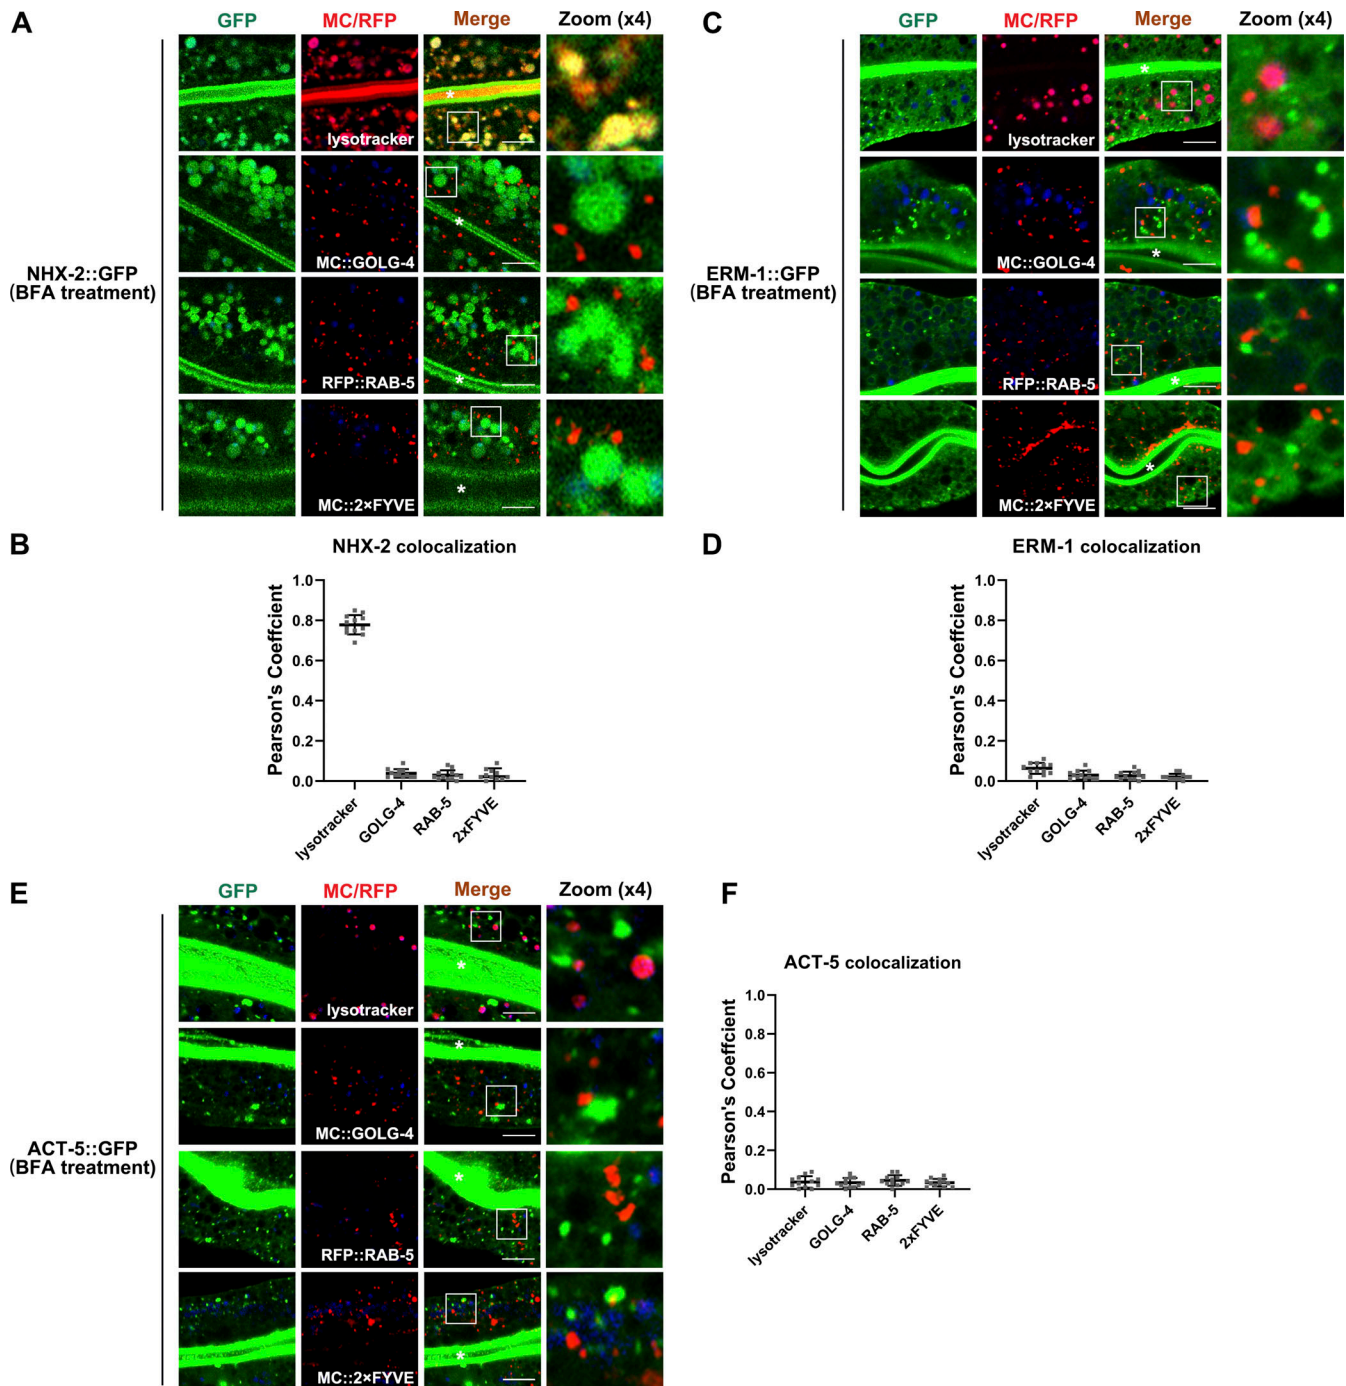 A
GFP
MC/RFP
Merge
Zoom (x4)
NHX-2::GFP
(BFA treatment)
*
lysotracker
MC::GOLG-4
*
RFP::RAB-5
*
MC::2×FYVE
*
B
NHX-2 colocalization
Pearson's Coeffcient
1.0
0.8
0.6
0.4
0.2
0.0
lysotracker
GOLG-4
RAB-5
2xFYVE
C
GFP
MC/RFP
Merge
Zoom (x4)
ERM-1::GFP
(BFA treatment)
*
lysotracker
MC::GOLG-4
*
RFP::RAB-5
*
MC::2×FYVE
*
D
ERM-1 colocalization
Pearson's Coeffcient
1.0
0.8
0.6
0.4
0.2
0.0
lysotracker
GOLG-4
RAB-5
2xFYVE
E
GFP
MC/RFP
Merge
Zoom (x4)
ACT-5::GFP
(BFA treatment)
*
lysotracker
*
MC::GOLG-4
*
RFP::RAB-5
*
MC::2×FYVE
F
ACT-5 colocalization
Pearson's Coeffcient
1.0
0.8
0.6
0.4
0.2
0.0
lysotracker
GOLG-4
RAB-5
2xFYVE